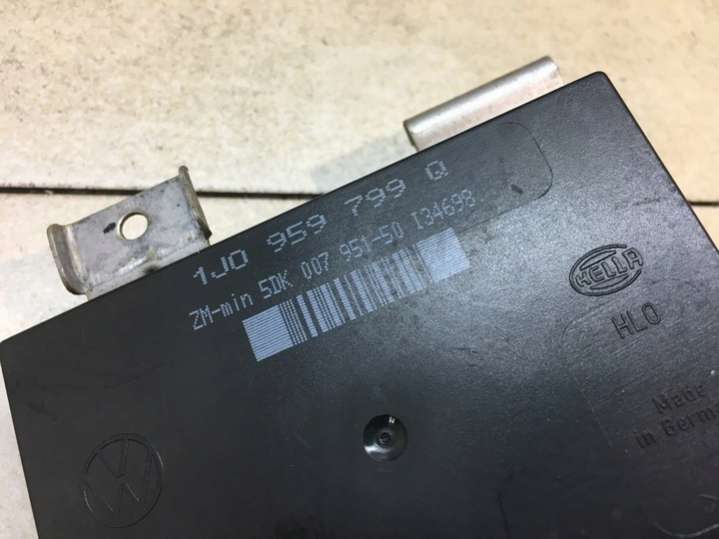 1J0 959 799 Q
ZM-min 5DK 007 951-50 I34698
HELLA
HLO
Made
in Germ